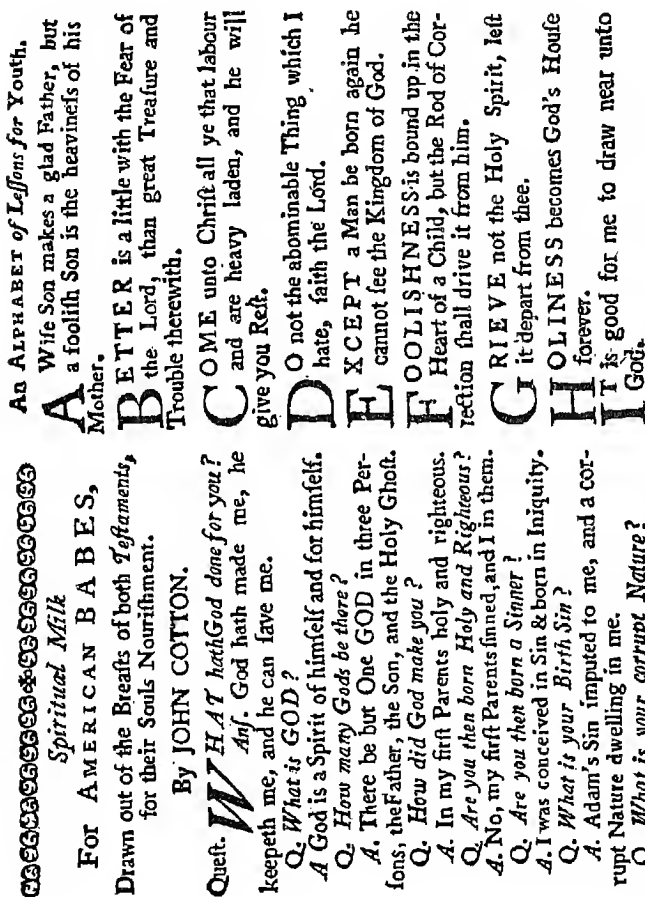 Spiritual Milk
For AMERICAN BABES,
Drawn out of the Breaſts of both Teſtaments,
for their Souls Nouriſhment.
By JOHN COTTON.
Queſt. WHAT hath God done for you?
Anſ. God hath made me, he
keepeth me, and he can ſave me.
Q. What is GOD?
A God is a Spirit of himſelf and for himſelf.
Q. How many Gods be there?
A. There be but One GOD in three Per-
ſons, the Father, the Son, and the Holy Ghoſt.
Q. How did God make you?
A. In my firſt Parents holy and righteous.
Q. Are you then born Holy and Righteous?
A. No, my firſt Parents ſinned, and I in them.
Q. Are you then born a Sinner?
A. I was conceived in Sin & born in Iniquity.
Q. What is your Birth Sin?
A. Adam's Sin imputed to me, and a cor-
rupt Nature dwelling in me.
Q. What is your corrupt Nature?
An ALPHABET of Leſſons for Youth.
A Wiſe Son makes a glad Father, but
a fooliſh Son is the heavineſs of his
Mother.
BETTER is a little with the Fear of
the Lord, than great Treaſure and
Trouble therewith.
COME unto Chriſt all ye that labour
and are heavy laden, and he will
give you Reſt.
DO not the abominable Thing which I
hate, ſaith the Lord.
EXCEPT a Man be born again he
cannot ſee the Kingdom of God.
FOOLISHNESS is bound up in the
Heart of a Child, but the Rod of Cor-
rection ſhall drive it from him.
GRIEVE not the Holy Spirit, leſt
it depart from thee.
HOLINESS becomes God's Houſe
forever.
IT is good for me to draw near unto
God.